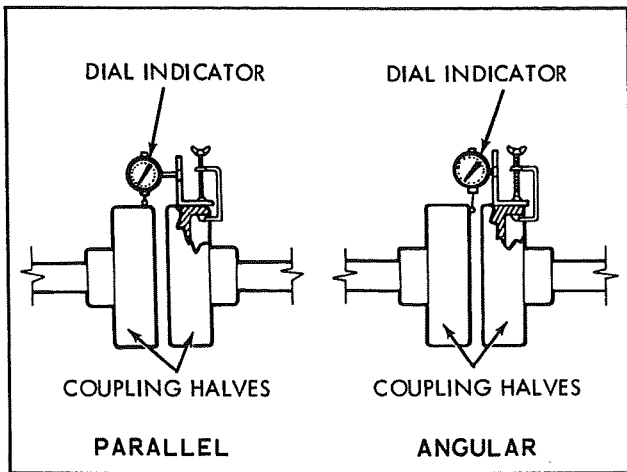 DIAL INDICATOR
DIAL INDICATOR
COUPLING HALVES
COUPLING HALVES
PARALLEL
ANGULAR